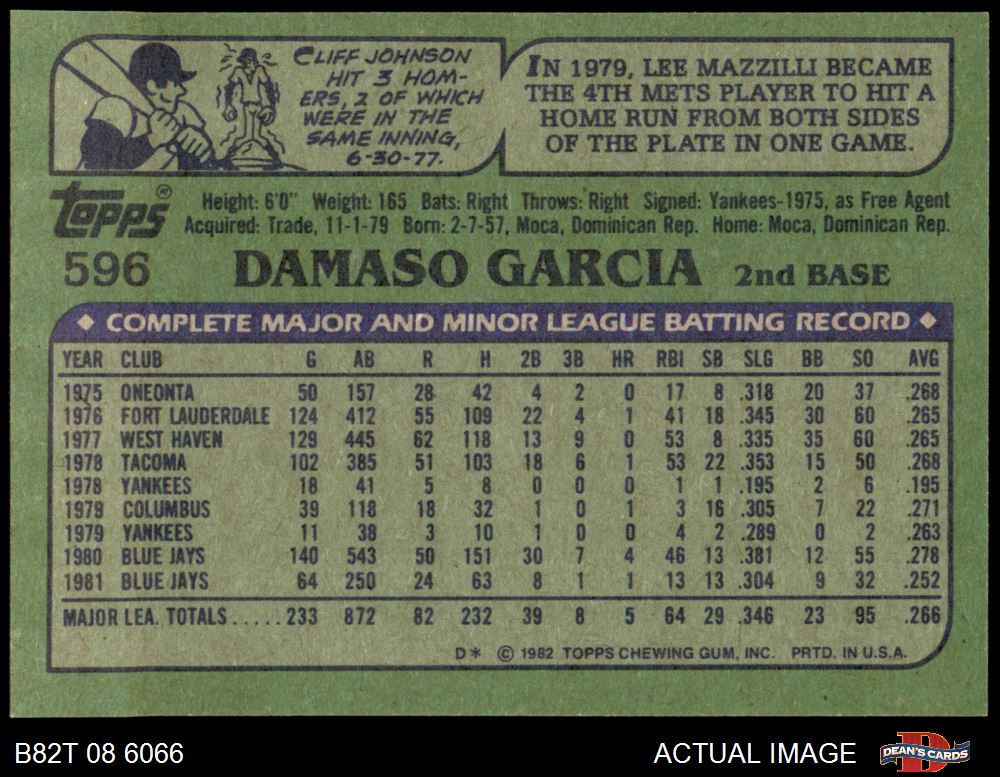 CLIFF JOHNSON
HIT 3 HOM-
ERS, 2 OF WHICH
WERE IN THE
SAME INNING,
6-30-77.
IN 1979, LEE MAZZILLI BECAME
THE 4TH METS PLAYER TO HIT A
HOME RUN FROM BOTH SIDES
OF THE PLATE IN ONE GAME.
Topps ®
Height: 6'0" Weight: 165 Bats: Right Throws: Right Signed: Yankees-1975, as Free Agent
Acquired: Trade, 11-1-79 Born: 2-7-57, Moca, Dominican Rep. Home: Moca, Dominican Rep.
596 DAMASO GARCIA 2nd BASE
◆ COMPLETE MAJOR AND MINOR LEAGUE BATTING RECORD ◆
YEAR CLUB G AB R H 2B 3B HR RBI SB SLG BB SO AVG
1975 ONEONTA 50 157 28 42 4 2 0 17 8 .318 20 37 .268
1976 FORT LAUDERDALE 124 412 55 109 22 4 1 41 18 .345 30 60 .265
1977 WEST HAVEN 129 445 62 118 13 9 0 53 8 .335 35 60 .265
1978 TACOMA 102 385 51 103 18 6 1 53 22 .353 15 50 .268
1978 YANKEES 18 41 5 8 0 0 0 1 1 .195 2 6 .195
1979 COLUMBUS 39 118 18 32 1 0 1 3 16 .305 7 22 .271
1979 YANKEES 11 38 3 10 1 0 0 4 2 .289 0 2 .263
1980 BLUE JAYS 140 543 50 151 30 7 4 46 13 .381 12 55 .278
1981 BLUE JAYS 64 250 24 63 8 1 1 13 13 .304 9 32 .252
MAJOR LEA. TOTALS.....233 872 82 232 39 8 5 64 29 .346 23 95 .266
D* © 1982 TOPPS CHEWING GUM, INC. PRTD. IN U.S.A.
B82T 08 6066 ACTUAL IMAGE DEAN'S CARDS